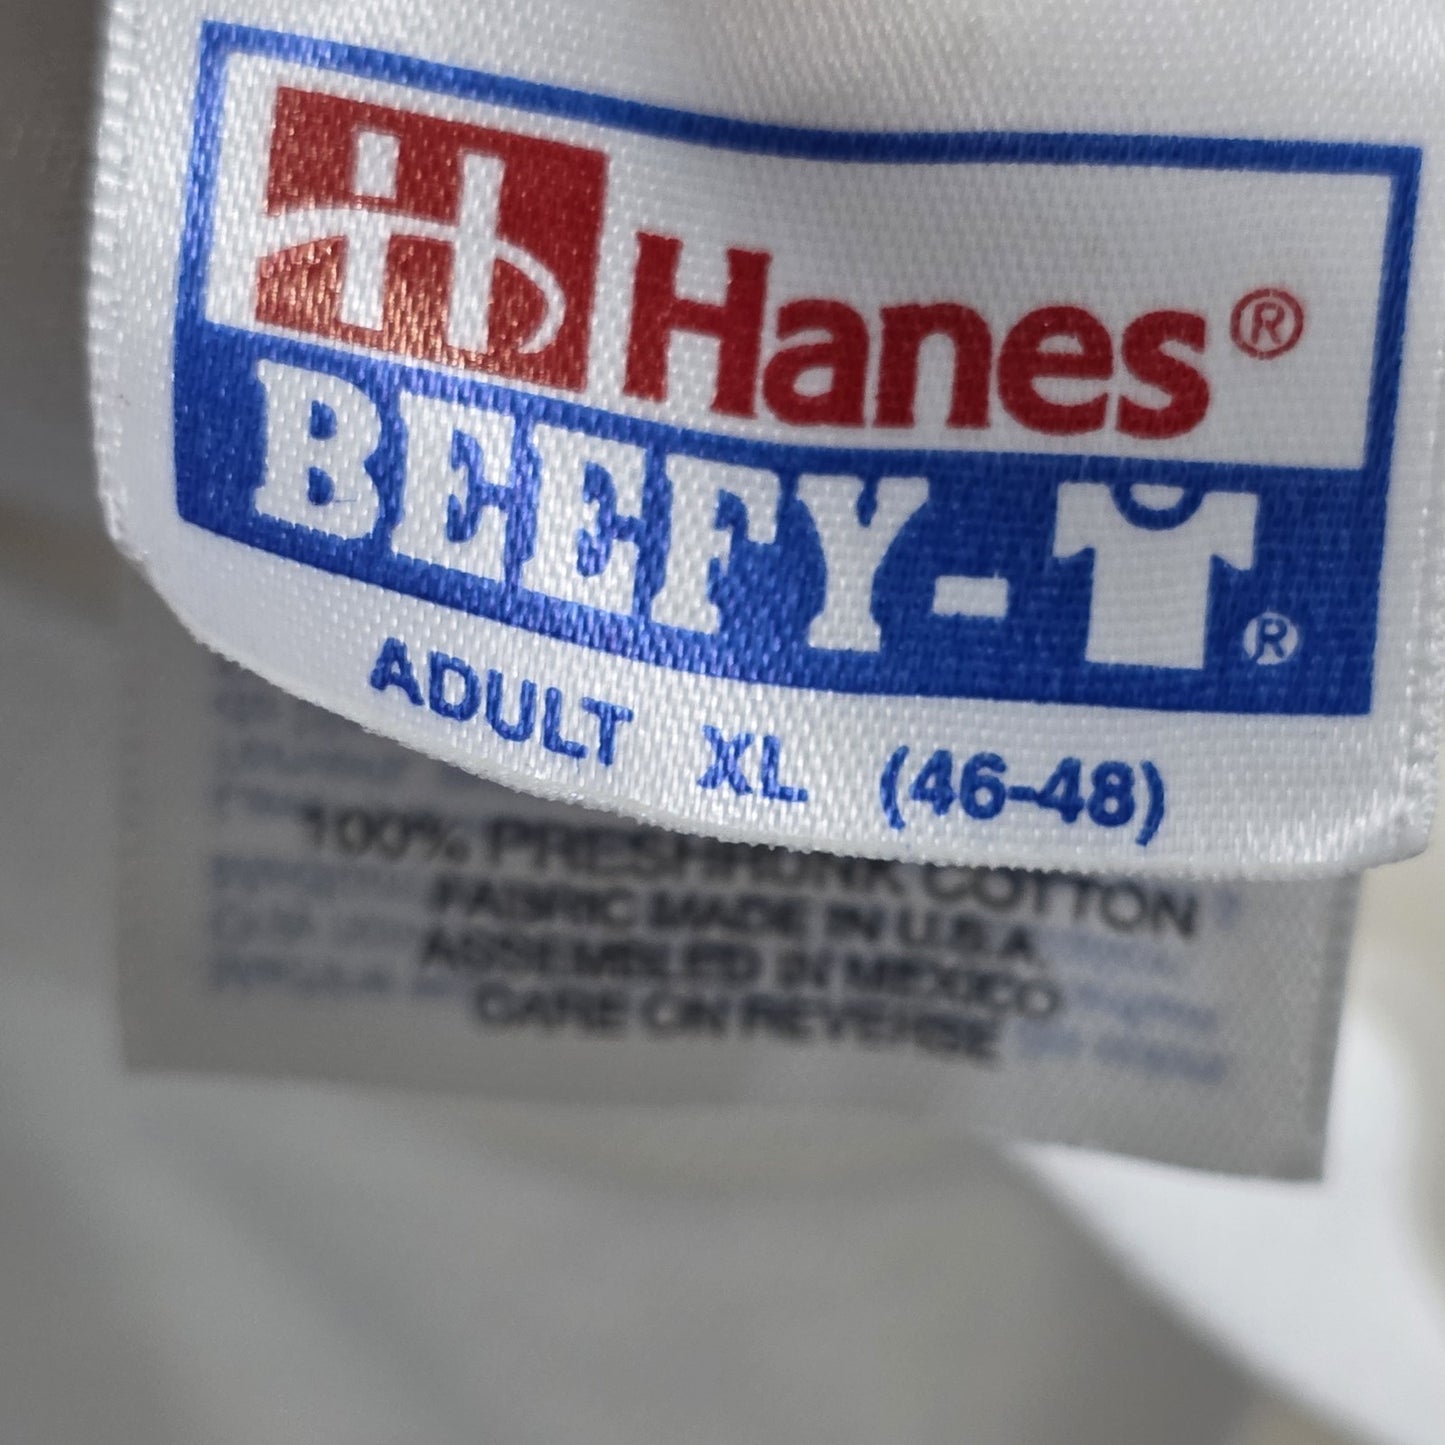 Hanes®
BEEFY-T®
ADULT XL (46-48)
100% PRESHRUNK COTTON
FABRIC MADE IN U.S.A.
ASSEMBLED IN MEXICO
CARE ON REVERSE